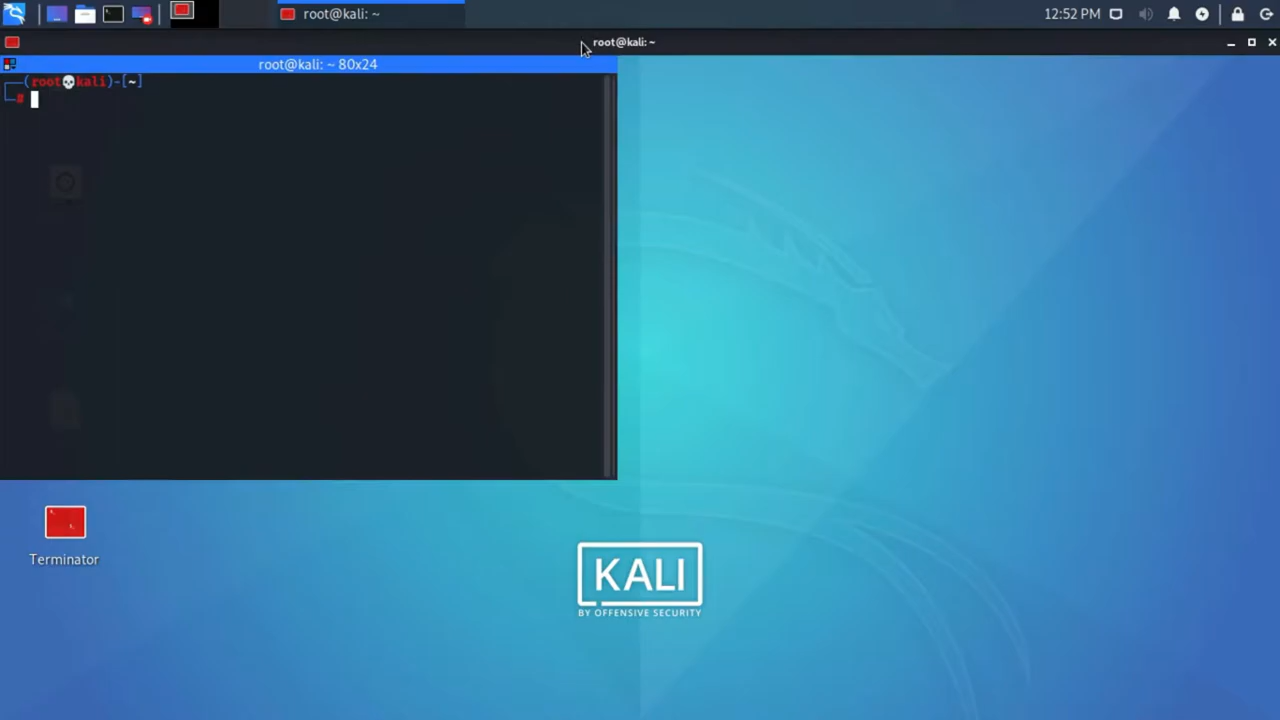 root@kali: ~
12:52 PM
root@kali: ~
root@kali: ~ 80x24
(root💀kali)-[~]
#
Terminator
KALI
BY OFFENSIVE SECURITY